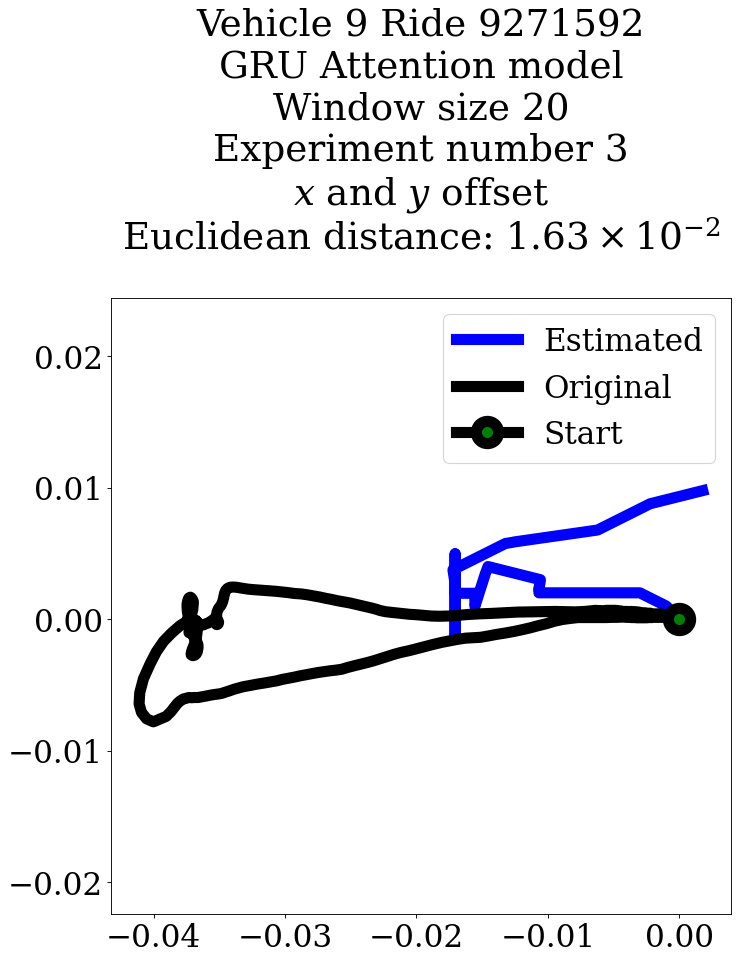 Vehicle 9 Ride 9271592
GRU Attention model
Window size 20
Experiment number 3
x and y offset
Euclidean distance: 1.63 × 10⁻²
Estimated
Original
Start
0.02
0.01
0.00
−0.01
−0.02
−0.04 −0.03 −0.02 −0.01 0.00